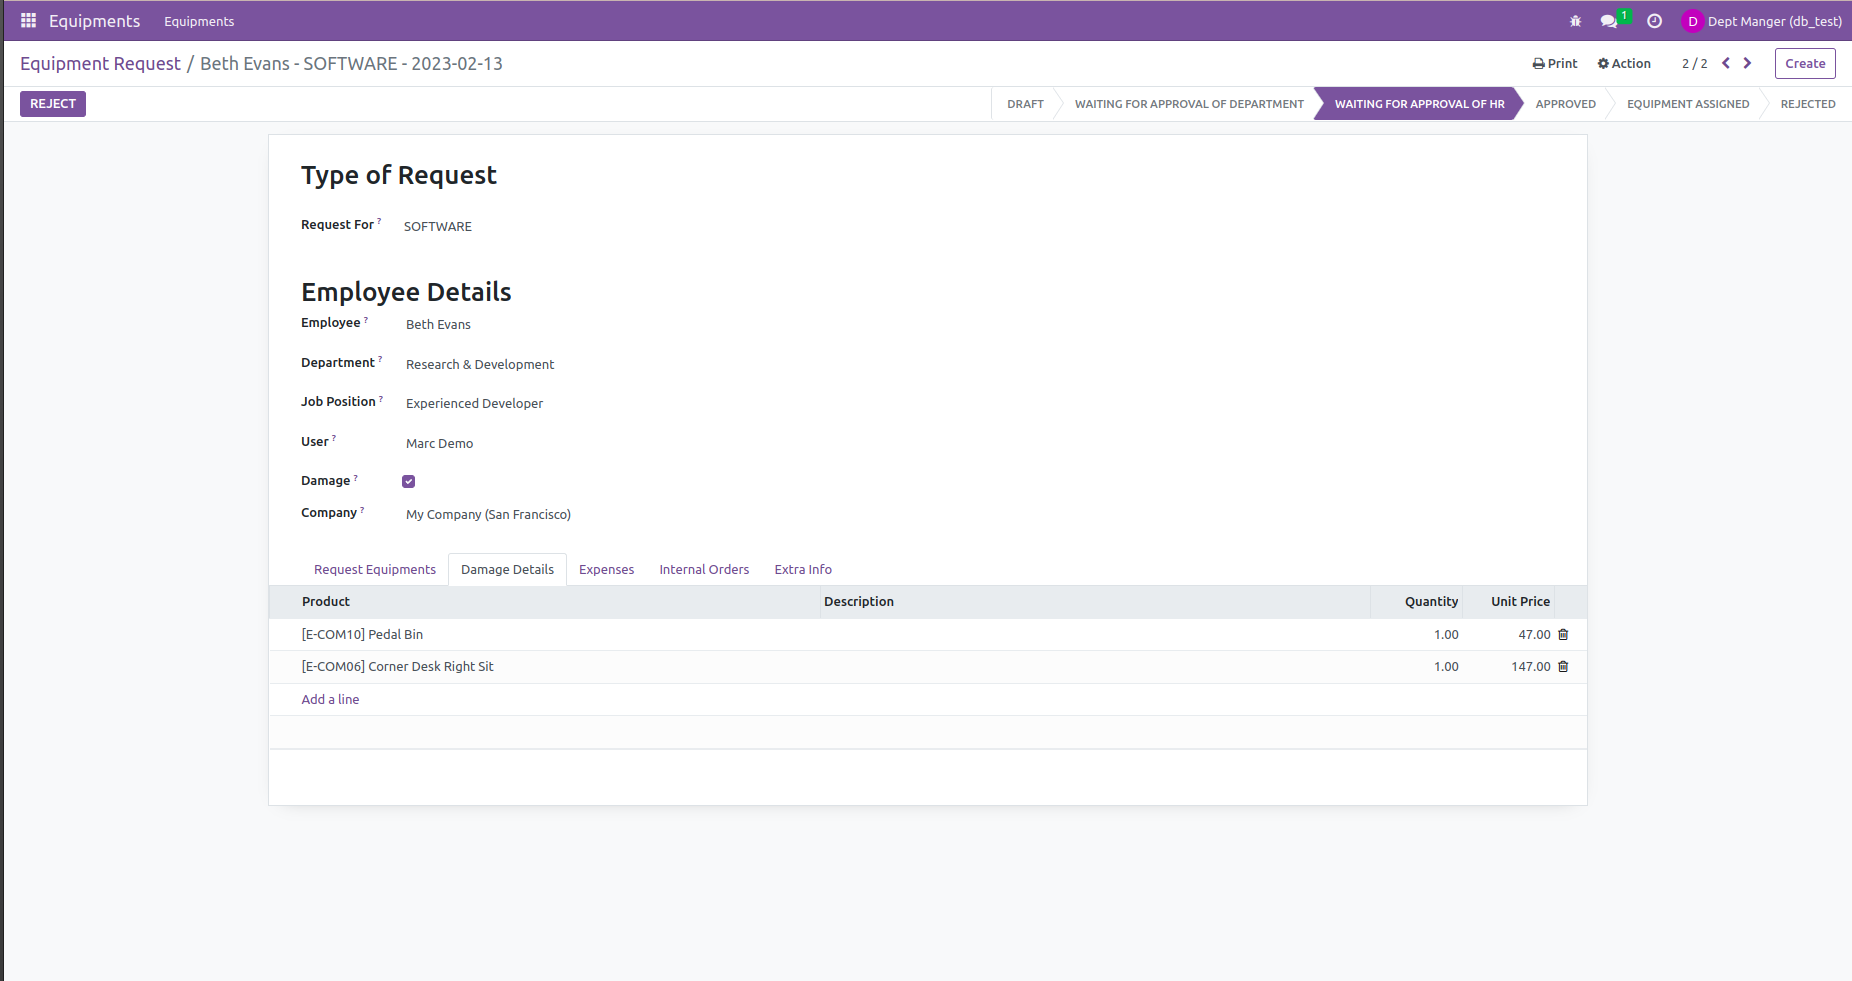 Equipments Equipments 1 D Dept Manger (db_test)
Equipment Request / Beth Evans - SOFTWARE - 2023-02-13 Print Action 2 / 2 Create
REJECT DRAFT WAITING FOR APPROVAL OF DEPARTMENT WAITING FOR APPROVAL OF HR APPROVED EQUIPMENT ASSIGNED REJECTED
Type of Request
Request For ? SOFTWARE
Employee Details
Employee ? Beth Evans
Department ? Research & Development
Job Position ? Experienced Developer
User ? Marc Demo
Damage ?
Company ? My Company (San Francisco)
Request Equipments Damage Details Expenses Internal Orders Extra Info
Product Description Quantity Unit Price
[E-COM10] Pedal Bin 1.00 47.00
[E-COM06] Corner Desk Right Sit 1.00 147.00
Add a line